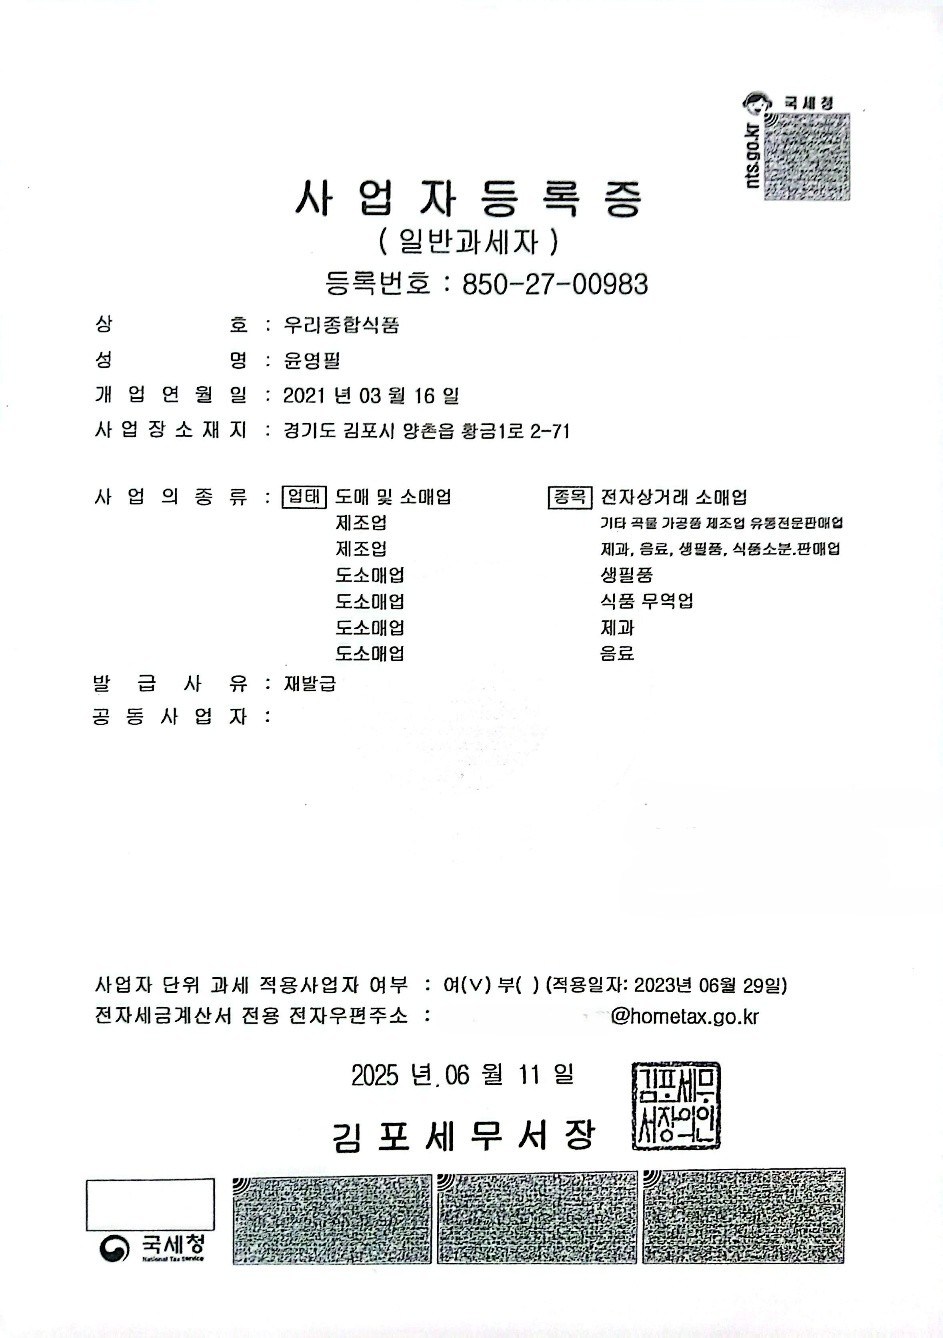 국세청
nts.go.kr
사업자등록증
( 일반과세자 )
등록번호 : 850-27-00983
상 호 : 우리종합식품
성 명 : 윤영필
개 업 연 월 일 : 2021 년 03 월 16 일
사 업 장 소 재 지 : 경기도 김포시 양촌읍 황금1로 2-71
사 업 의 종 류 : 업태 도매 및 소매업 종목 전자상거래 소매업
제조업 기타 곡물 가공품 제조업 유통전문판매업
제조업 제과, 음료, 생필품, 식품소분.판매업
도소매업 생필품
도소매업 식품 무역업
도소매업 제과
도소매업 음료
발 급 사 유 : 재발급
공 동 사 업 자 :
사업자 단위 과세 적용사업자 여부 : 여(v) 부( ) (적용일자: 2023년 06월 29일)
전자세금계산서 전용 전자우편주소 : @hometax.go.kr
2025 년 06 월 11 일
김포세무서장
김포세무
서장의인
국세청
National Tax Service